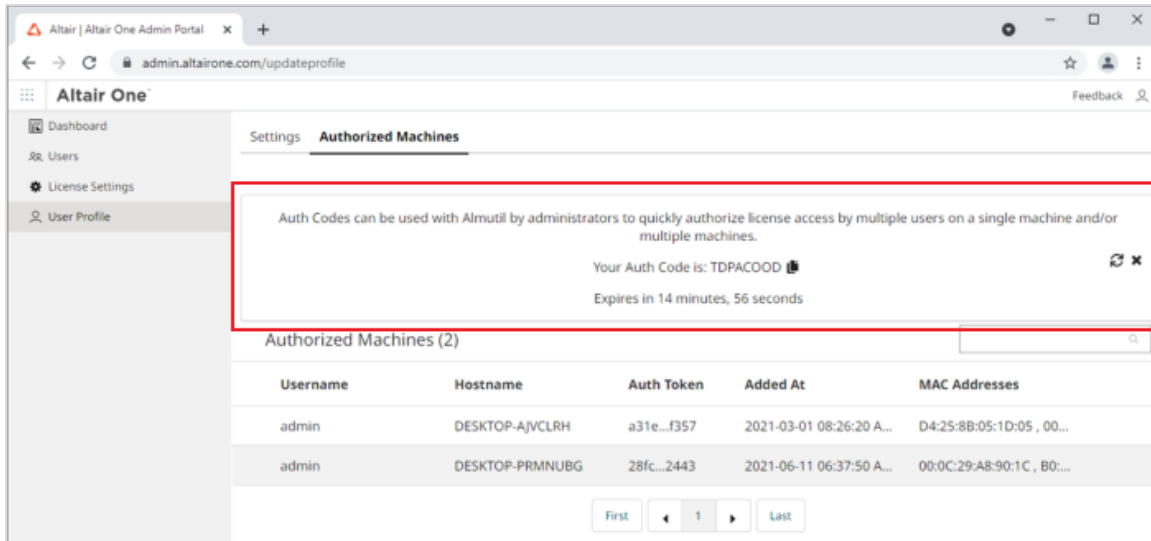 Altair | Altair One Admin Portal
admin.altairone.com/updateprofile
Altair One
Feedback
Dashboard
Users
License Settings
User Profile
Settings Authorized Machines
Auth Codes can be used with Almutil by administrators to quickly authorize license access by multiple users on a single machine and/or
multiple machines.
Your Auth Code is: TDPACOOD
Expires in 14 minutes, 56 seconds
Authorized Machines (2)
Username Hostname Auth Token Added At MAC Addresses
admin DESKTOP-AJVCLRH a31e...f357 2021-03-01 08:26:20 A... D4:25:8B:05:1D:05 , 00...
admin DESKTOP-PRMNUBG 28fc...2443 2021-06-11 06:37:50 A... 00:0C:29:A8:90:1C , B0:...
First 1 Last